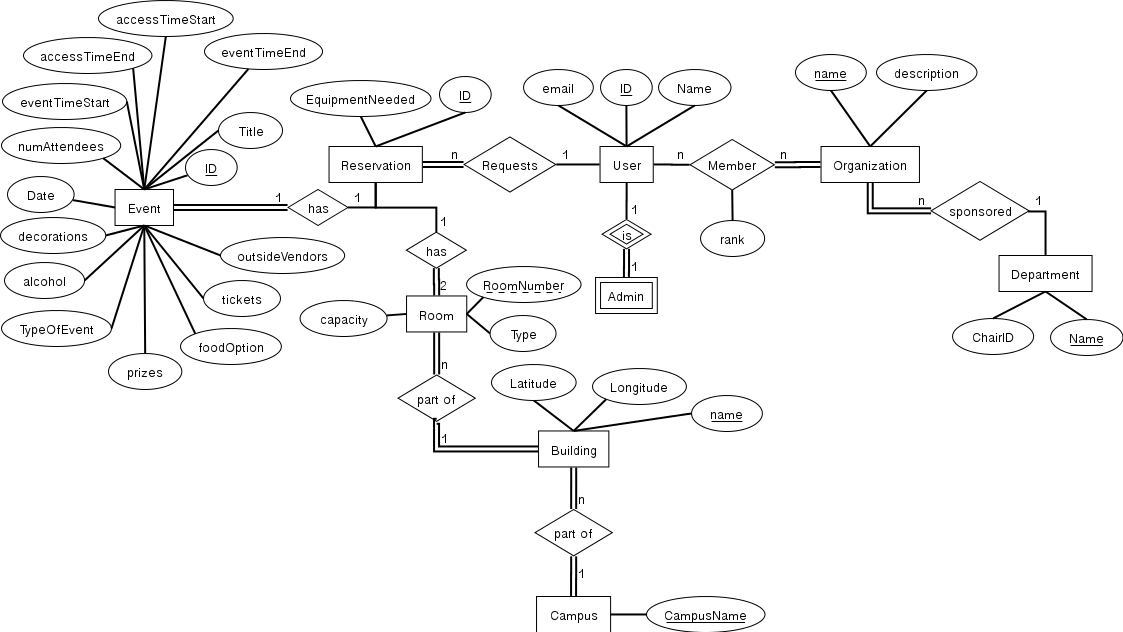 accessTimeStart
accessTimeEnd
eventTimeEnd
eventTimeStart
Title
numAttendees
ID
Date
Event
decorations
outsideVendors
alcohol
tickets
TypeOfEvent
foodOption
prizes
1
has
1
EquipmentNeeded
ID
Reservation
n
Requests
1
email
ID
Name
User
n
Member
n
rank
name
description
Organization
n
sponsored
1
Department
ChairID
Name
1
is
1
Admin
1
has
2
RoomNumber
capacity
Room
Type
n
part of
1
Latitude
Longitude
name
Building
n
part of
1
Campus
CampusName